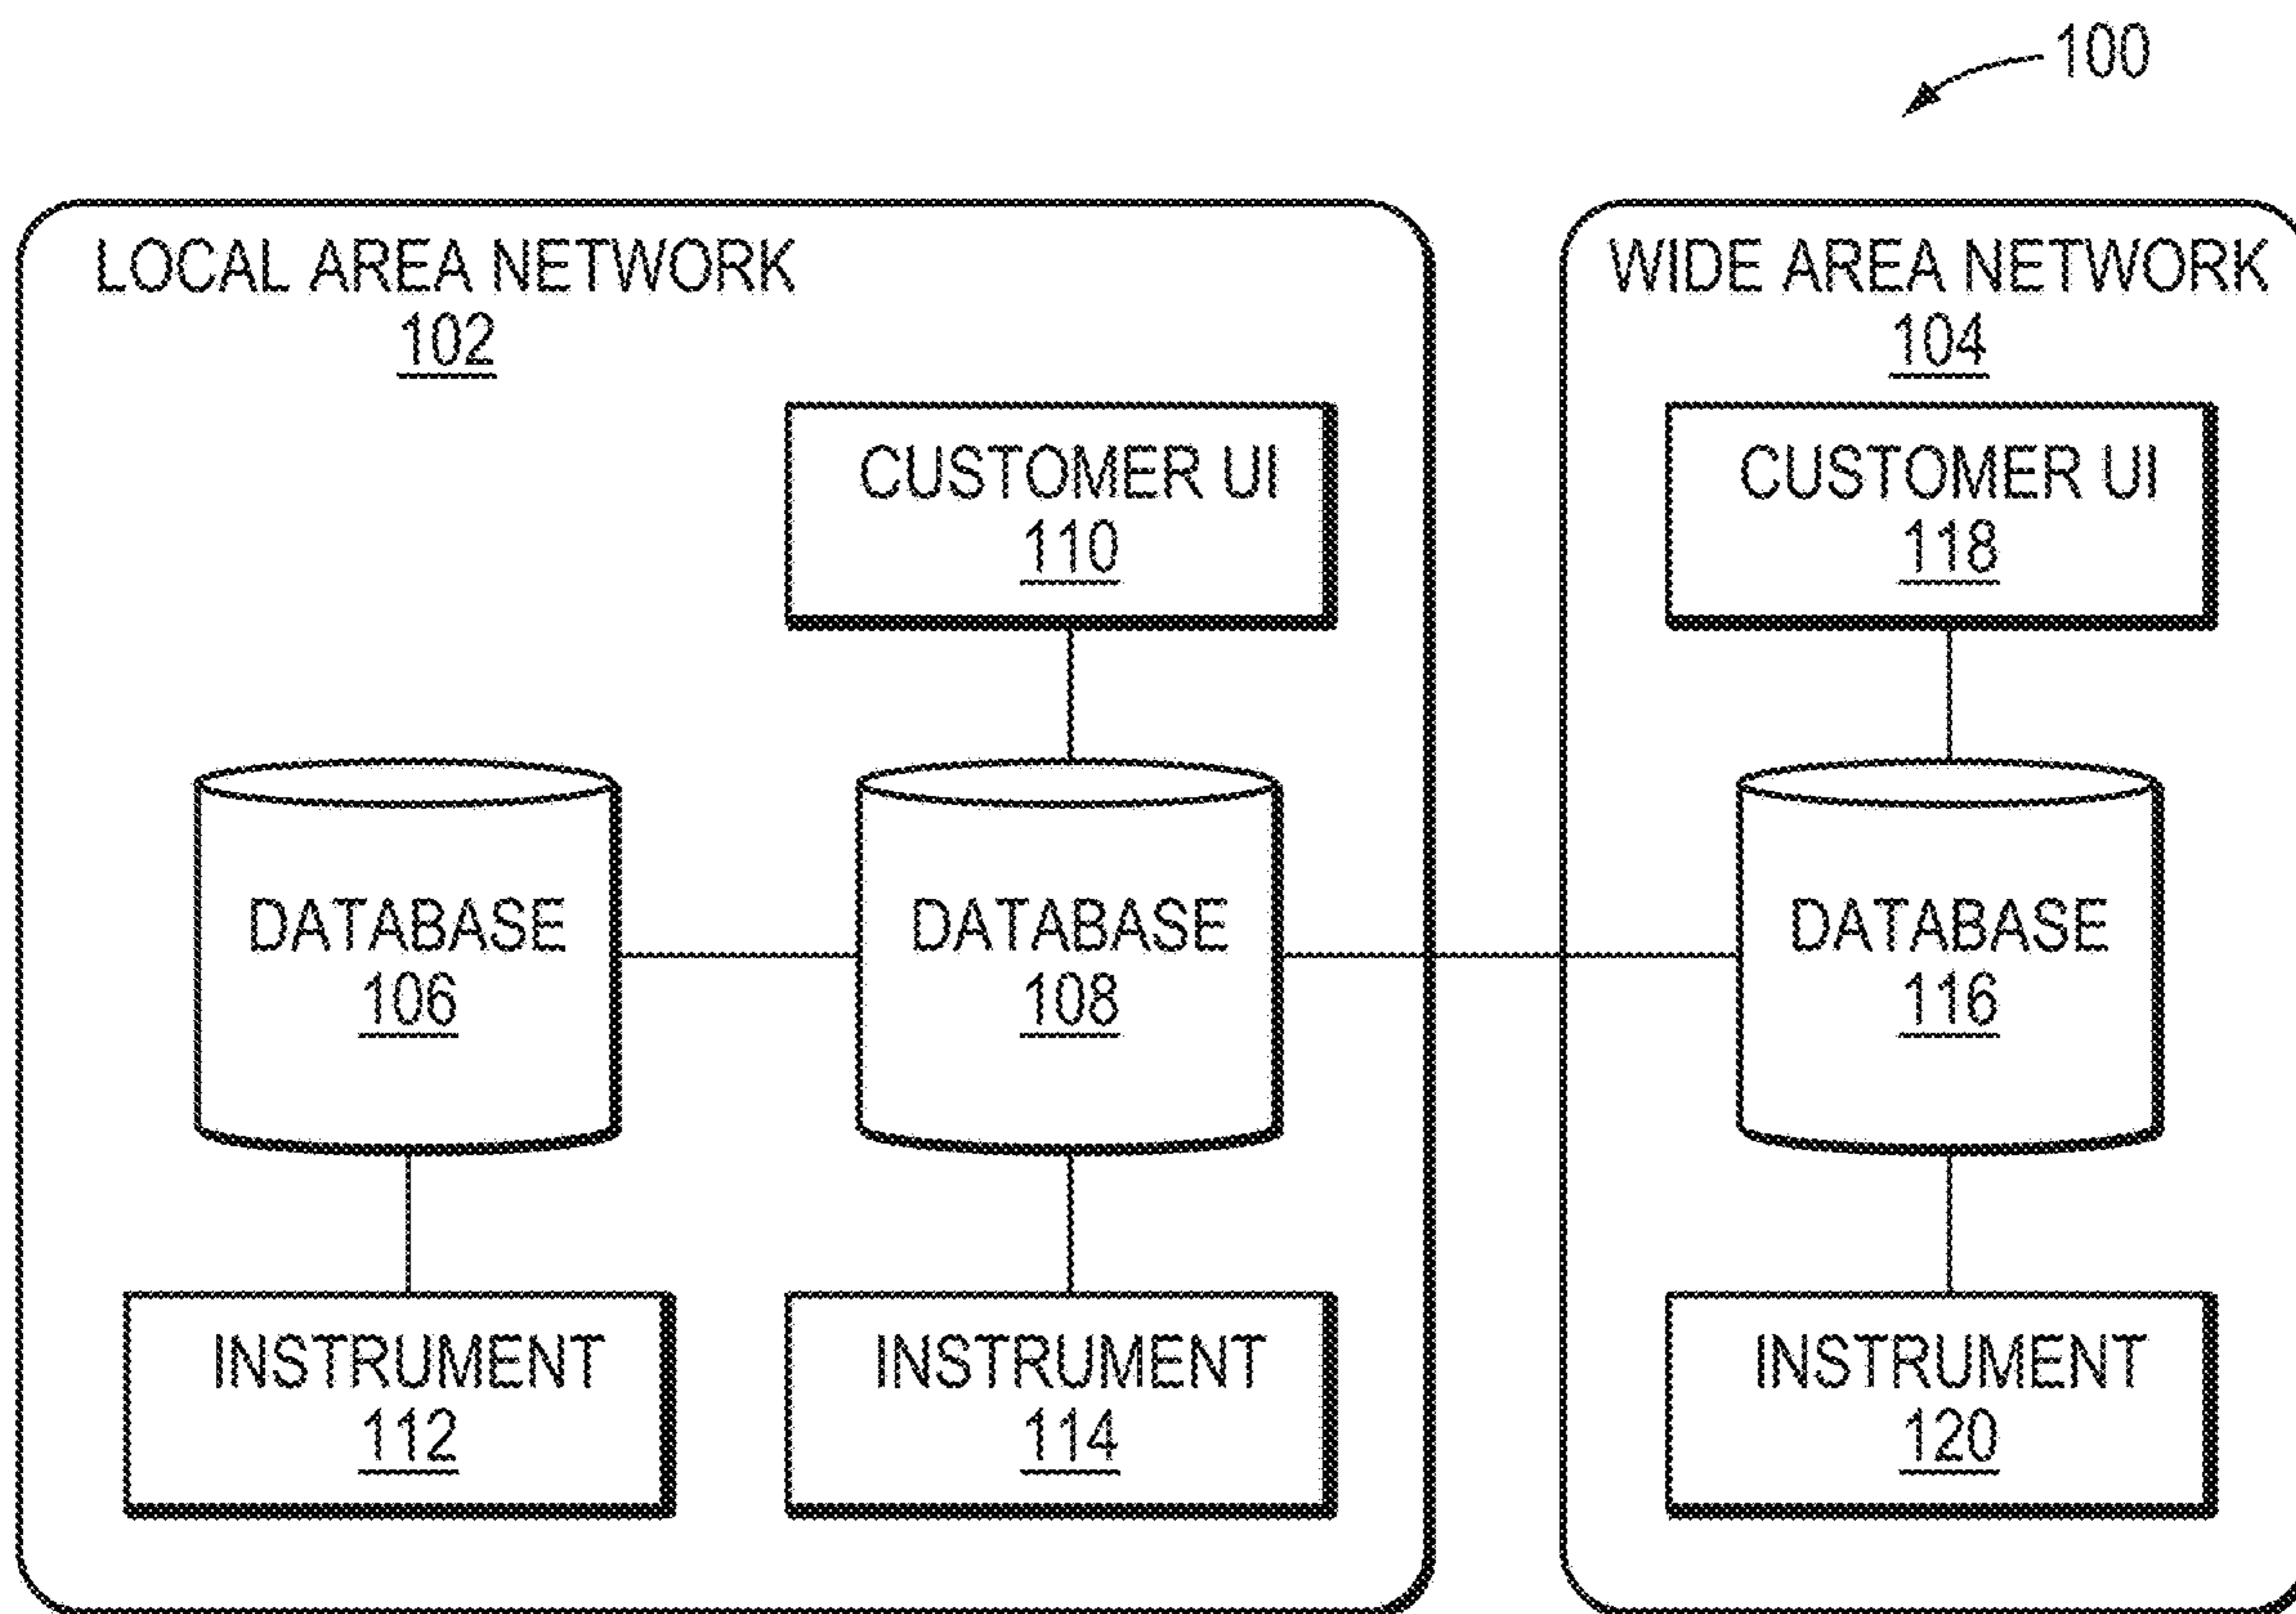 100
LOCAL AREA NETWORK
102
WIDE AREA NETWORK
104
CUSTOMER UI
110
CUSTOMER UI
118
DATABASE
106
DATABASE
108
DATABASE
116
INSTRUMENT
112
INSTRUMENT
114
INSTRUMENT
120